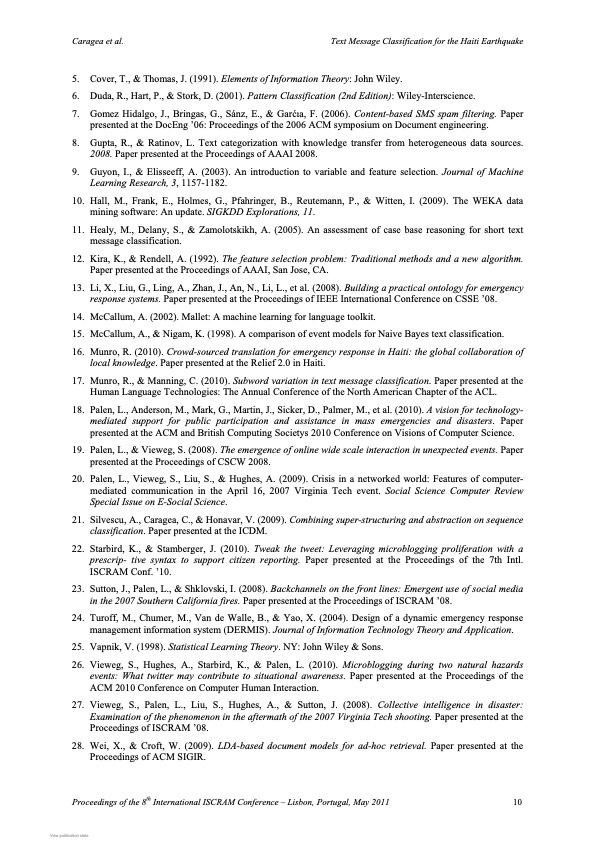 Caragea et al. Text Message Classification for the Haiti Earthquake
5. Cover, T., & Thomas, J. (1991). Elements of Information Theory: John Wiley.
6. Duda, R., Hart, P., & Stork, D. (2001). Pattern Classification (2nd Edition): Wiley-Interscience.
7. Gomez Hidalgo, J., Bringas, G., Sánz, E., & Garćıa, F. (2006). Content-based SMS spam filtering. Paper
presented at the DocEng ’06: Proceedings of the 2006 ACM symposium on Document engineering.
8. Gupta, R., & Ratinov, L. Text categorization with knowledge transfer from heterogeneous data sources.
2008. Paper presented at the Proceedings of AAAI 2008.
9. Guyon, I., & Elisseeff, A. (2003). An introduction to variable and feature selection. Journal of Machine
Learning Research, 3, 1157-1182.
10. Hall, M., Frank, E., Holmes, G., Pfahringer, B., Reutemann, P., & Witten, I. (2009). The WEKA data
mining software: An update. SIGKDD Explorations, 11.
11. Healy, M., Delany, S., & Zamolotskikh, A. (2005). An assessment of case base reasoning for short text
message classification.
12. Kira, K., & Rendell, A. (1992). The feature selection problem: Traditional methods and a new algorithm.
Paper presented at the Proceedings of AAAI, San Jose, CA.
13. Li, X., Liu, G., Ling, A., Zhan, J., An, N., Li, L., et al. (2008). Building a practical ontology for emergency
response systems. Paper presented at the Proceedings of IEEE International Conference on CSSE ’08.
14. McCallum, A. (2002). Mallet: A machine learning for language toolkit.
15. McCallum, A., & Nigam, K. (1998). A comparison of event models for Naive Bayes text classification.
16. Munro, R. (2010). Crowd-sourced translation for emergency response in Haiti: the global collaboration of
local knowledge. Paper presented at the Relief 2.0 in Haiti.
17. Munro, R., & Manning, C. (2010). Subword variation in text message classification. Paper presented at the
Human Language Technologies: The Annual Conference of the North American Chapter of the ACL.
18. Palen, L., Anderson, M., Mark, G., Martin, J., Sicker, D., Palmer, M., et al. (2010). A vision for technology-
mediated support for public participation and assistance in mass emergencies and disasters. Paper
presented at the ACM and British Computing Societys 2010 Conference on Visions of Computer Science.
19. Palen, L., & Vieweg, S. (2008). The emergence of online wide scale interaction in unexpected events. Paper
presented at the Proceedings of CSCW 2008.
20. Palen, L., Vieweg, S., Liu, S., & Hughes, A. (2009). Crisis in a networked world: Features of computer-
mediated communication in the April 16, 2007 Virginia Tech event. Social Science Computer Review
Special Issue on E-Social Science.
21. Silvescu, A., Caragea, C., & Honavar, V. (2009). Combining super-structuring and abstraction on sequence
classification. Paper presented at the ICDM.
22. Starbird, K., & Stamberger, J. (2010). Tweak the tweet: Leveraging microblogging proliferation with a
prescrip- tive syntax to support citizen reporting. Paper presented at the Proceedings of the 7th Intl.
ISCRAM Conf. ’10.
23. Sutton, J., Palen, L., & Shklovski, I. (2008). Backchannels on the front lines: Emergent use of social media
in the 2007 Southern California fires. Paper presented at the Proceedings of ISCRAM ’08.
24. Turoff, M., Chumer, M., Van de Walle, B., & Yao, X. (2004). Design of a dynamic emergency response
management information system (DERMIS). Journal of Information Technology Theory and Application.
25. Vapnik, V. (1998). Statistical Learning Theory. NY: John Wiley & Sons.
26. Vieweg, S., Hughes, A., Starbird, K., & Palen, L. (2010). Microblogging during two natural hazards
events: What twitter may contribute to situational awareness. Paper presented at the Proceedings of the
ACM 2010 Conference on Computer Human Interaction.
27. Vieweg, S., Palen, L., Liu, S., Hughes, A., & Sutton, J. (2008). Collective intelligence in disaster:
Examination of the phenomenon in the aftermath of the 2007 Virginia Tech shooting. Paper presented at the
Proceedings of ISCRAM ’08.
28. Wei, X., & Croft, W. (2009). LDA-based document models for ad-hoc retrieval. Paper presented at the
Proceedings of ACM SIGIR.
Proceedings of the 8th International ISCRAM Conference – Lisbon, Portugal, May 2011 10
View publication stats